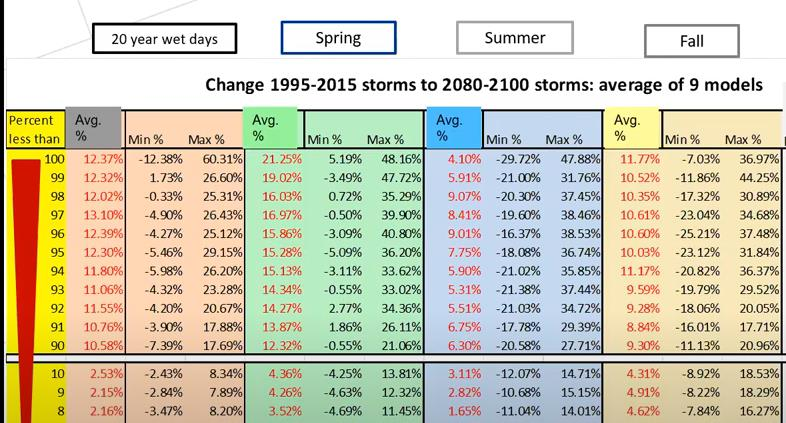 20 year wet days Spring Summer Fall
Change 1995-2015 storms to 2080-2100 storms: average of 9 models
Percent Avg. Avg. Avg. Avg.
less than % Min % Max % % Min % Max % % Min % Max % % Min % Max %
100 12.37% -12.38% 60.31% 21.25% 5.19% 48.16% 4.10% -29.72% 47.88% 11.77% -7.03% 36.97%
99 12.32% 1.73% 26.60% 19.02% -3.49% 47.72% 5.91% -21.00% 31.76% 10.52% -11.86% 44.25%
98 12.02% -0.33% 25.31% 16.03% 0.72% 35.29% 9.07% -20.30% 37.45% 10.35% -17.32% 30.89%
97 13.10% -4.90% 26.43% 16.97% -0.50% 39.90% 8.41% -19.60% 38.46% 10.61% -23.04% 34.68%
96 12.39% -4.27% 25.12% 15.86% -3.09% 40.80% 9.01% -16.37% 38.53% 10.60% -25.21% 37.48%
95 12.30% -5.46% 29.15% 15.28% -5.09% 36.20% 7.75% -18.08% 36.74% 10.03% -23.12% 31.84%
94 11.80% -5.98% 26.20% 15.13% -3.11% 33.62% 5.90% -21.02% 35.85% 11.17% -20.82% 36.37%
93 11.06% -4.32% 23.28% 14.34% -0.55% 33.02% 5.31% -21.38% 37.44% 9.59% -19.79% 29.52%
92 11.55% -4.20% 20.67% 14.27% 2.77% 34.36% 5.51% -21.03% 34.72% 9.28% -18.06% 20.05%
91 10.76% -3.90% 17.88% 13.87% 1.86% 26.11% 6.75% -17.78% 29.39% 8.84% -16.01% 17.71%
90 10.58% -7.39% 17.69% 12.32% -0.55% 21.06% 6.30% -20.58% 27.71% 9.30% -11.13% 20.96%
10 2.53% -2.43% 8.34% 4.36% -4.25% 13.81% 3.11% -12.07% 14.71% 4.31% -8.92% 18.53%
9 2.15% -2.84% 7.89% 4.26% -4.63% 12.32% 2.82% -10.68% 15.15% 4.91% -8.22% 18.29%
8 2.16% -3.47% 8.20% 3.52% -4.69% 11.45% 1.65% -11.04% 14.01% 4.62% -7.84% 16.27%